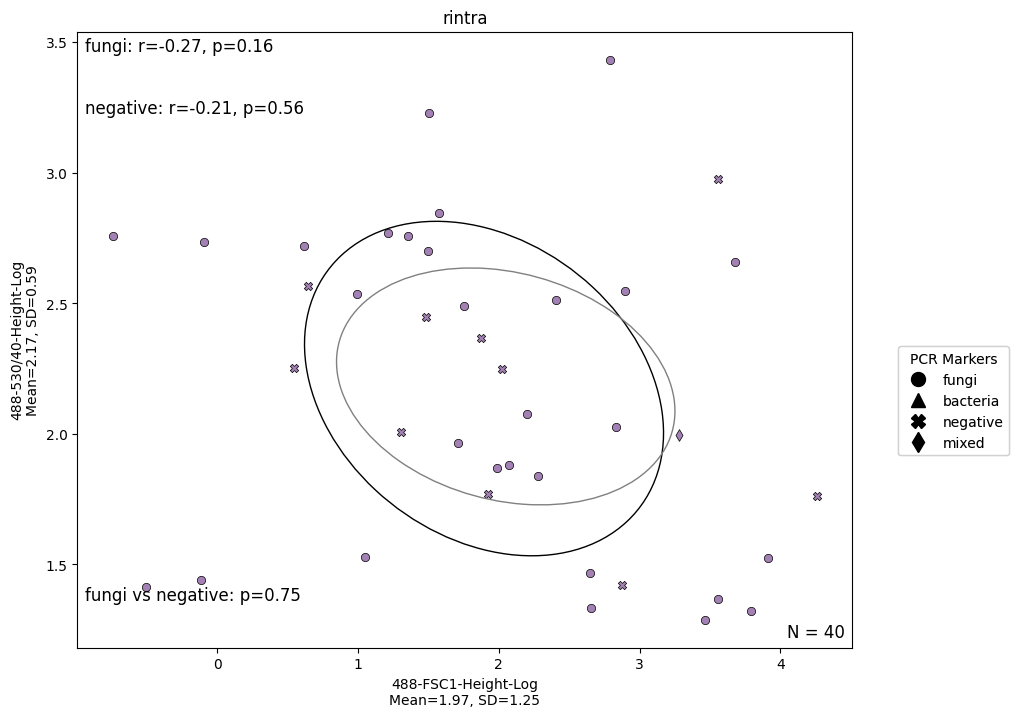 rintra
fungi: r=-0.27, p=0.16
negative: r=-0.21, p=0.56
fungi vs negative: p=0.75
N = 40
3.5
3.0
2.5
2.0
1.5
488-530/40-Height-Log
Mean=2.17, SD=0.59
0 1 2 3 4
488-FSC1-Height-Log
Mean=1.97, SD=1.25
PCR Markers
fungi
bacteria
negative
mixed